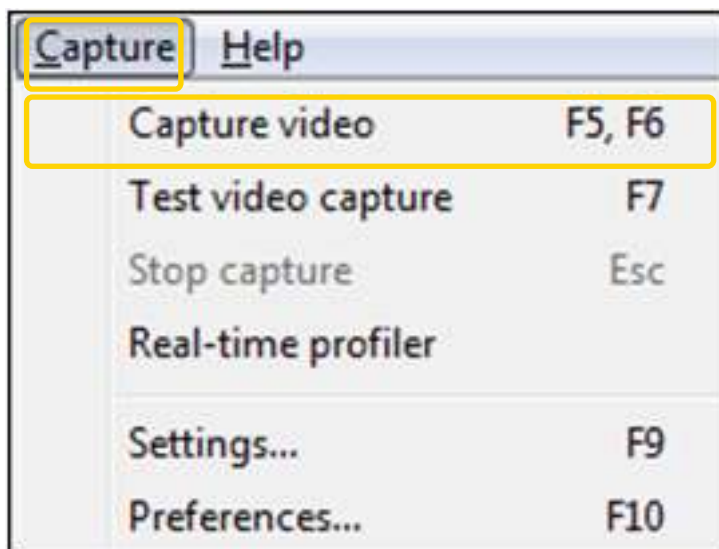 Capture Help
Capture video F5, F6
Test video capture F7
Stop capture Esc
Real-time profiler
Settings... F9
Preferences... F10